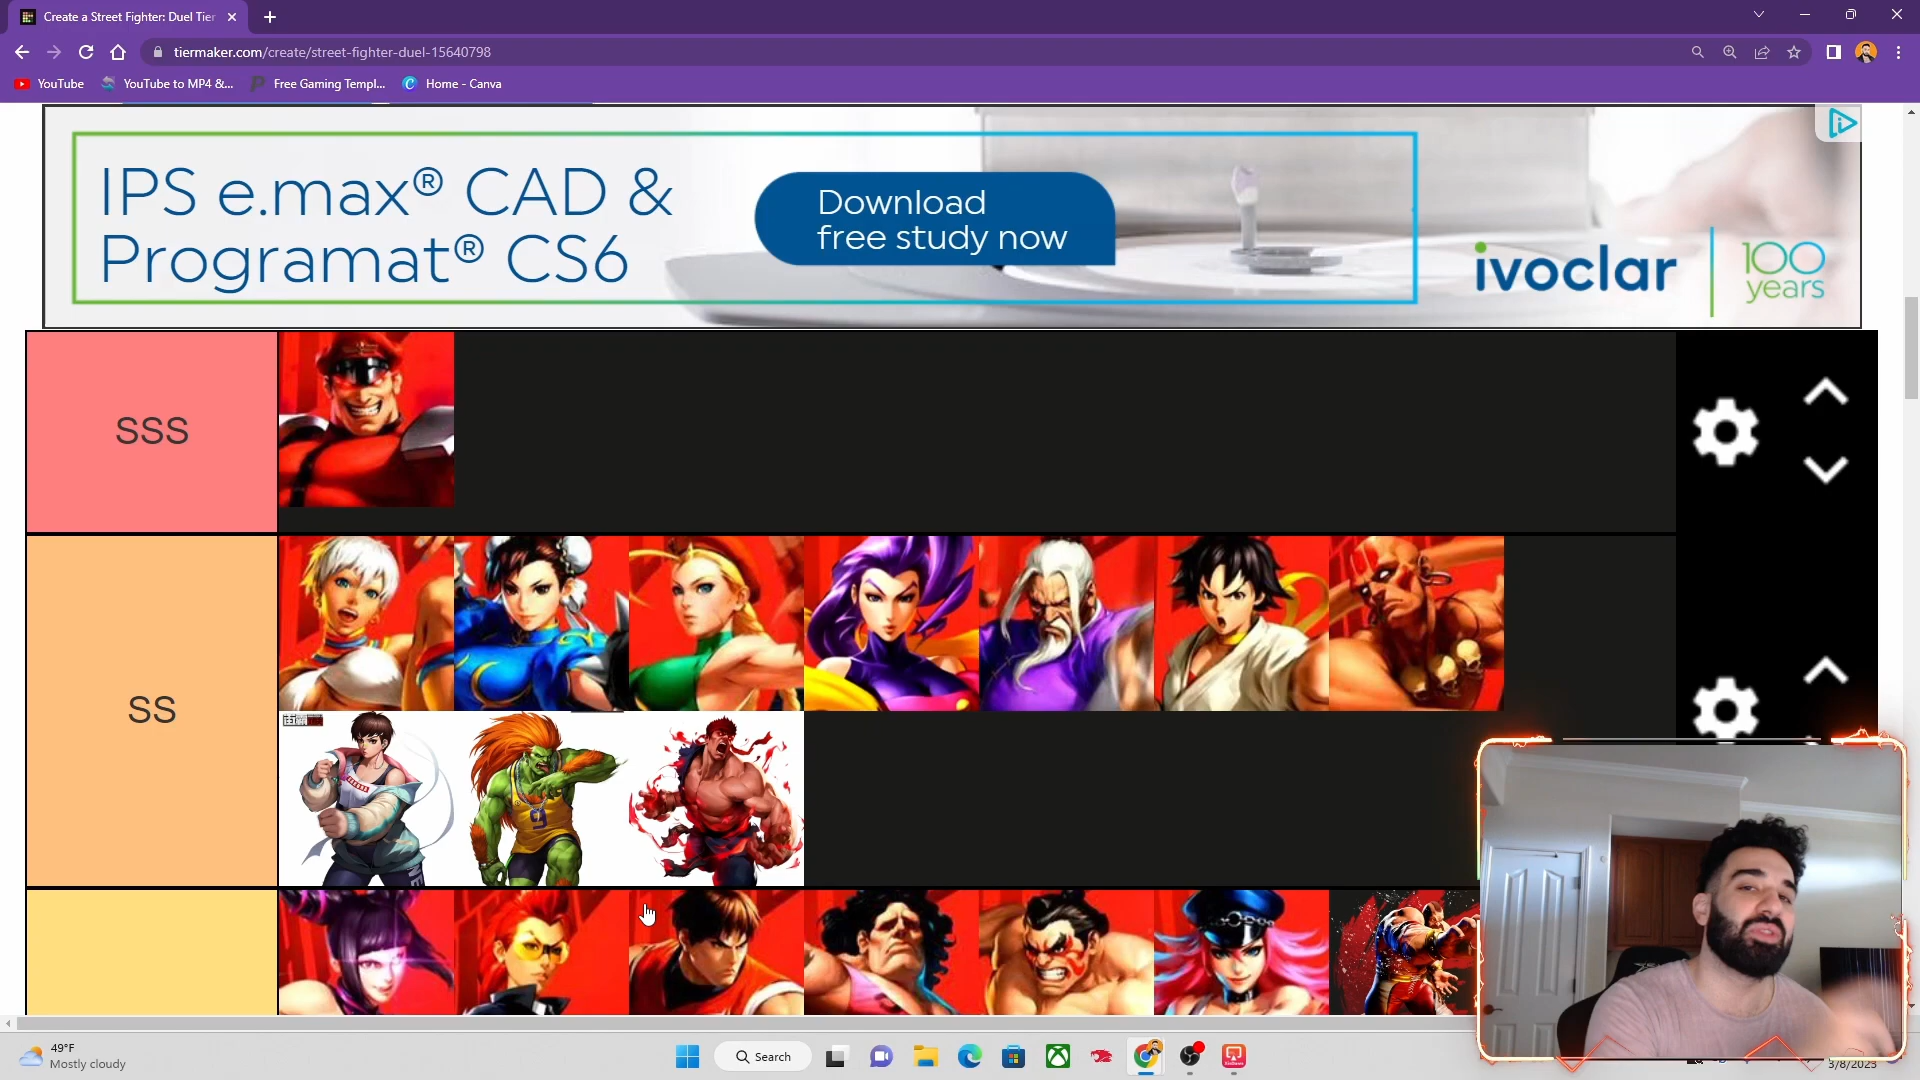 Create a Street Fighter: Duel Tier
tiermaker.com/create/street-fighter-duel-15640798
YouTube
YouTube to MP4 &...
Free Gaming Templ...
Home - Canva
IPS e.max® CAD &
Programat® CS6
Download
free study now
ivoclar
100
years
SSS
SS
9
49°F
Mostly cloudy
Search
3/8/2023